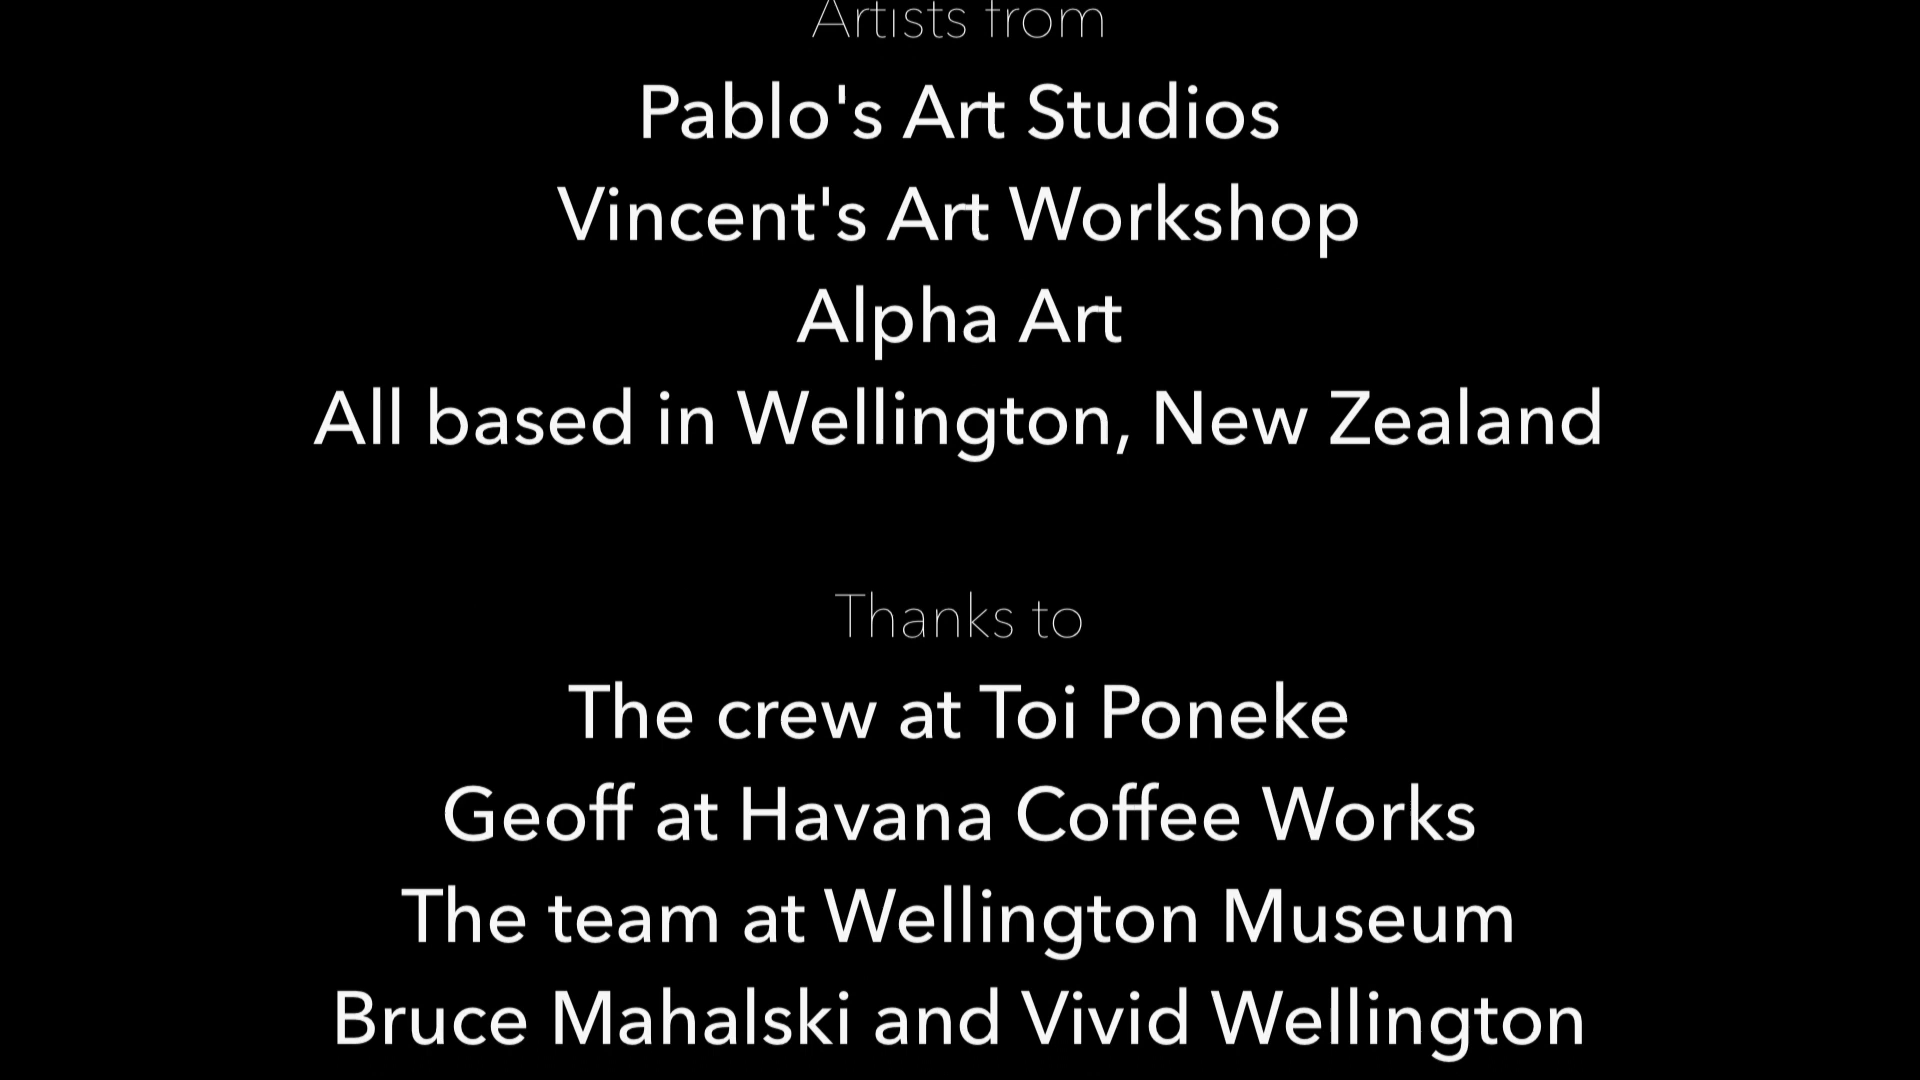 Artists from
Pablo's Art Studios
Vincent's Art Workshop
Alpha Art
All based in Wellington, New Zealand
Thanks to
The crew at Toi Poneke
Geoff at Havana Coffee Works
The team at Wellington Museum
Bruce Mahalski and Vivid Wellington